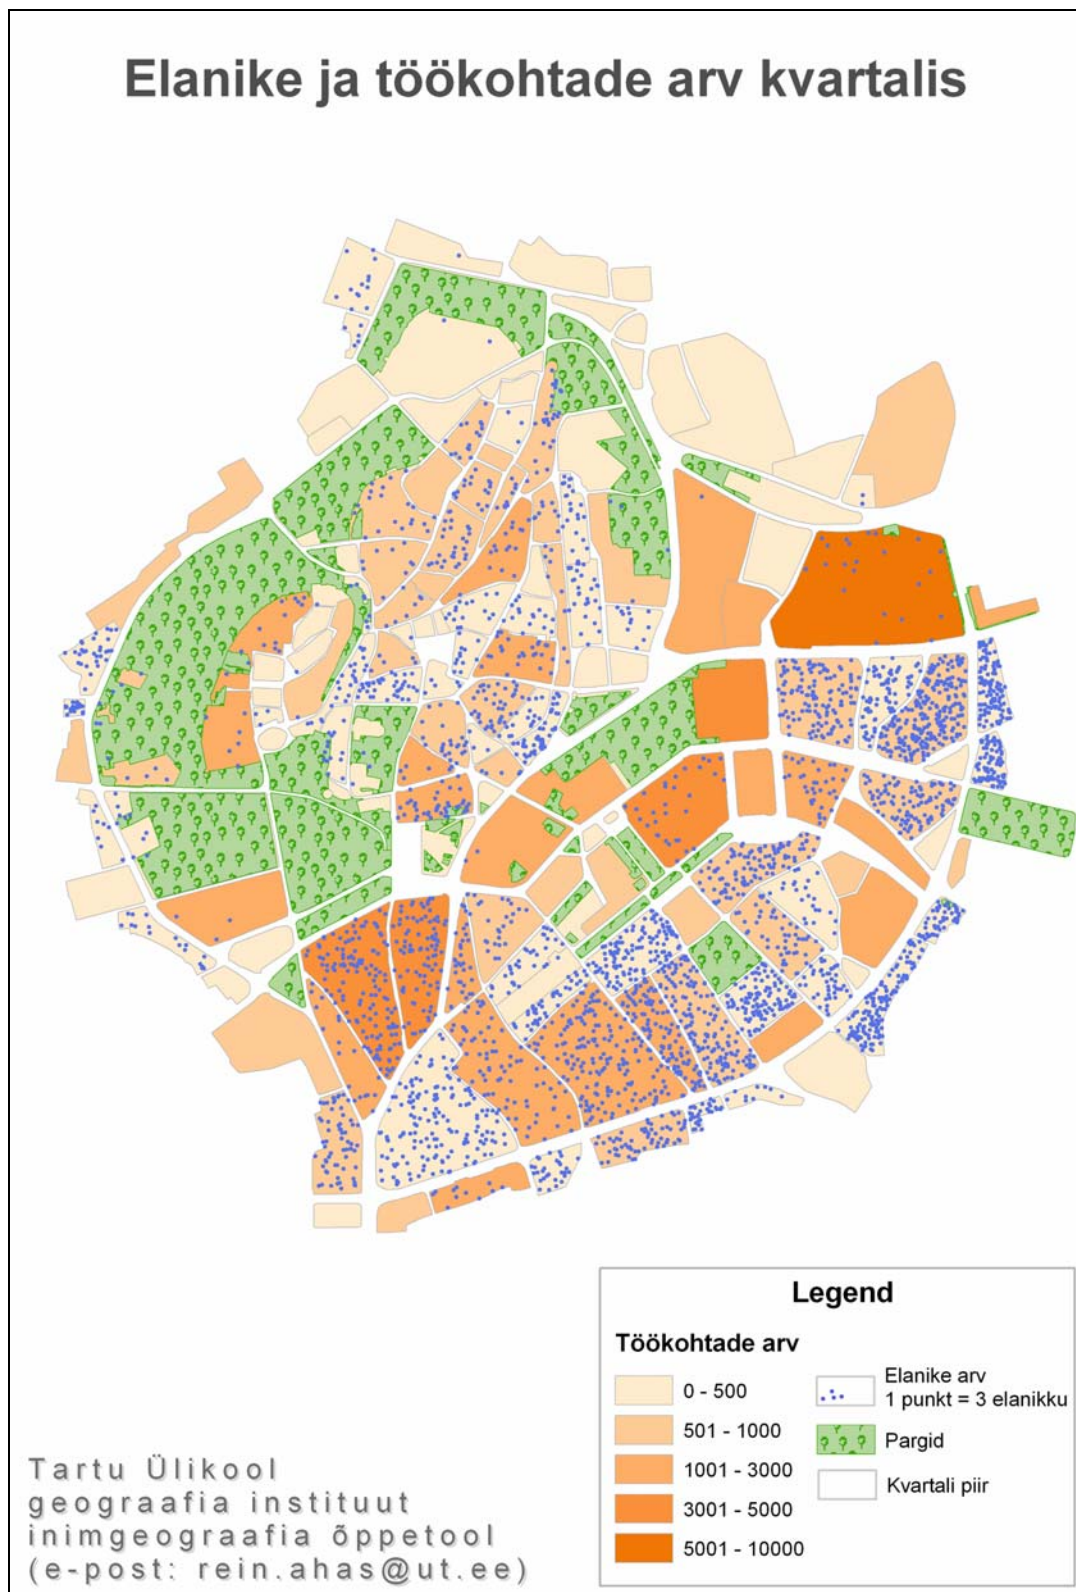 Elanike ja töökohtade arv kvartalis
Legend
Töökohtade arv
0 - 500
501 - 1000
1001 - 3000
3001 - 5000
5001 - 10000
Elanike arv
1 punkt = 3 elanikku
Pargid
Kvartali piir
Tartu Ülikool
geograafia instituut
inimgeograafia õppetool
(e-post: rein.ahas@ut.ee)